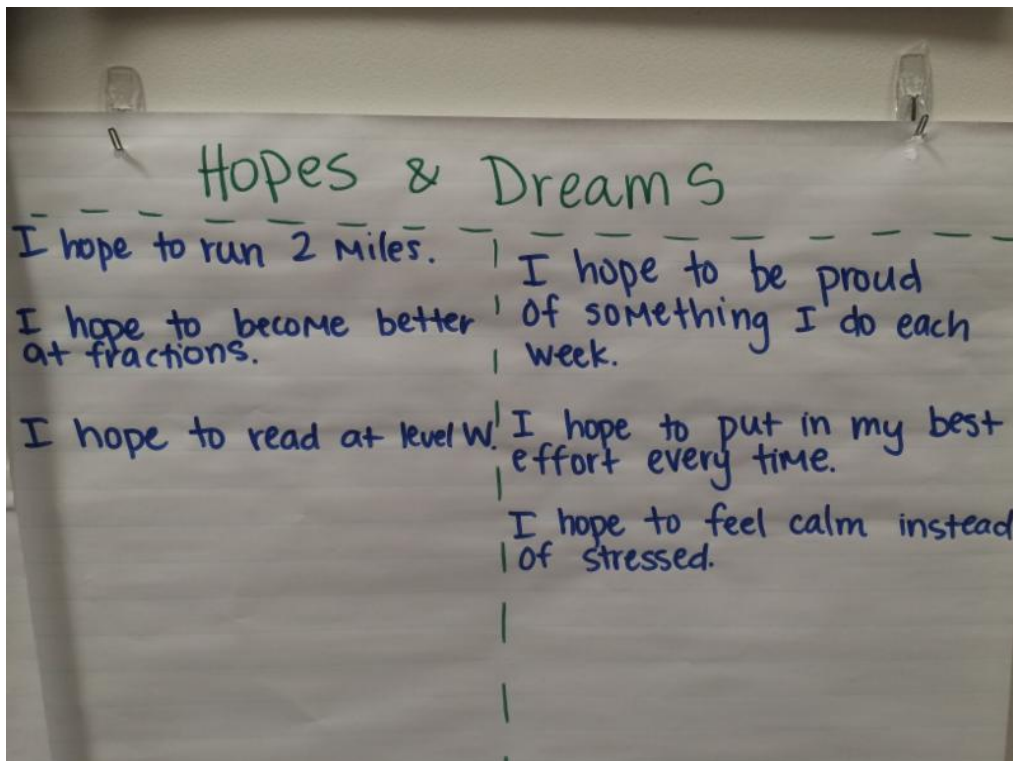 Hopes & Dreams
I hope to run 2 miles.
I hope to become better
at fractions.
I hope to read at level W.
I hope to be proud
of something I do each
week.
I hope to put in my best
effort every time.
I hope to feel calm instead
of stressed.